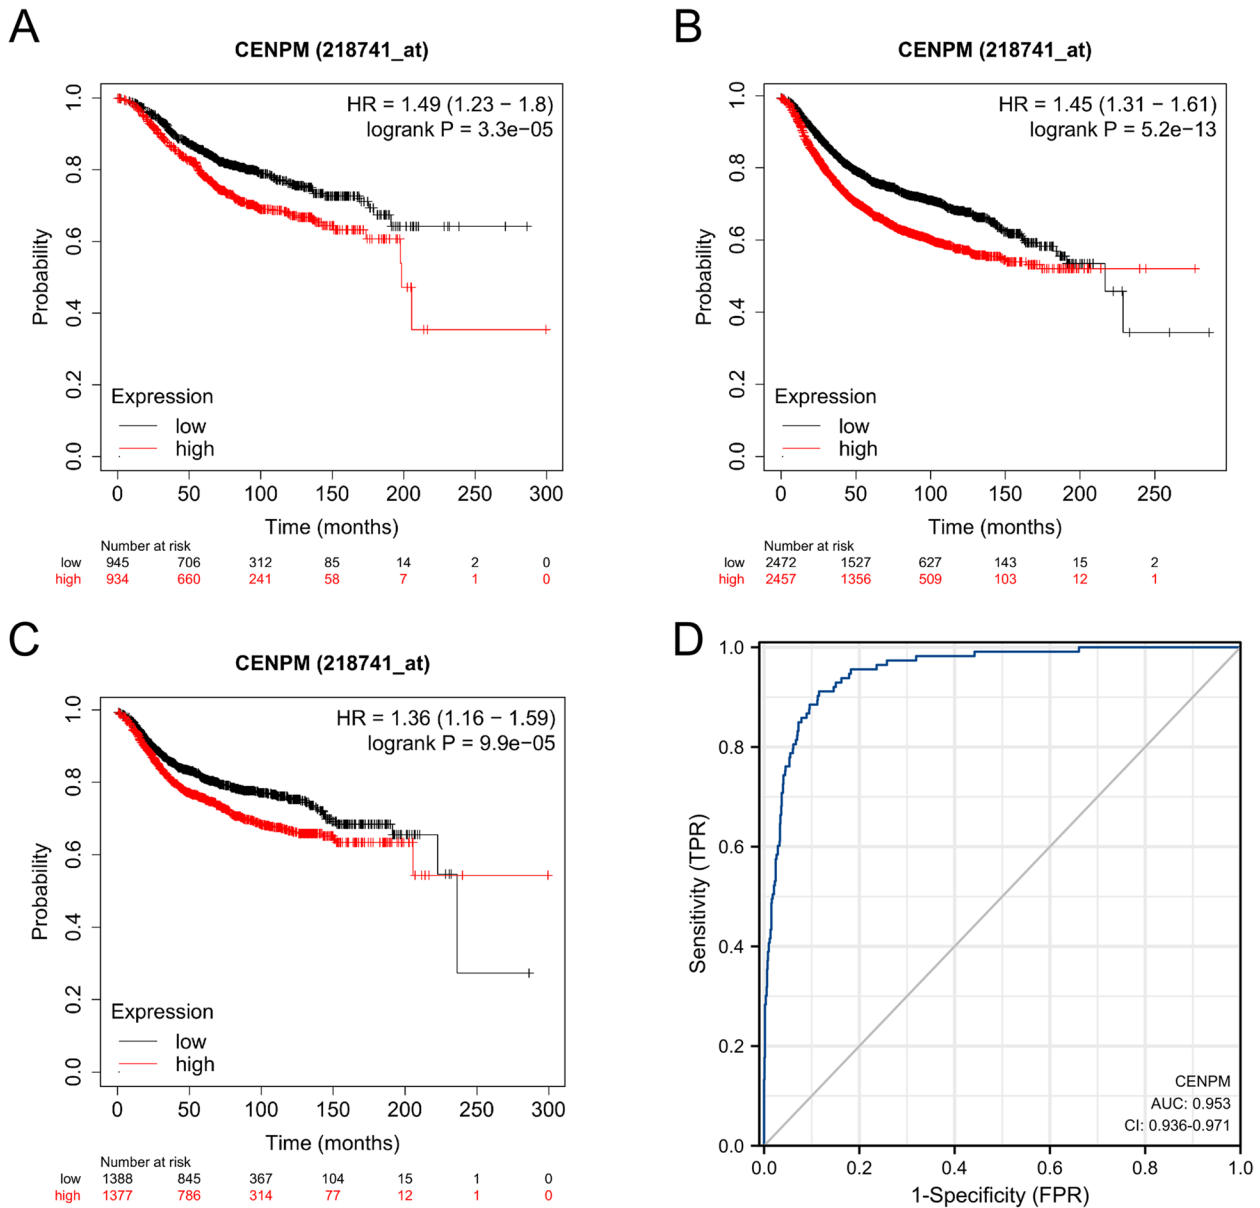 A
CENPM (218741_at)
HR = 1.49 (1.23 − 1.8)
logrank P = 3.3e−05
Probability
1.0
0.8
0.6
0.4
0.2
0.0
Expression
low
high
0 50 100 150 200 250 300
Time (months)
Number at risk
low 945 706 312 85 14 2 0
high 934 660 241 58 7 1 0
B
CENPM (218741_at)
HR = 1.45 (1.31 − 1.61)
logrank P = 5.2e−13
Probability
1.0
0.8
0.6
0.4
0.2
0.0
Expression
low
high
0 50 100 150 200 250
Time (months)
Number at risk
low 2472 1527 627 143 15 2
high 2457 1356 509 103 12 1
C
CENPM (218741_at)
HR = 1.36 (1.16 − 1.59)
logrank P = 9.9e−05
Probability
1.0
0.8
0.6
0.4
0.2
0.0
Expression
low
high
0 50 100 150 200 250 300
Time (months)
Number at risk
low 1388 845 367 104 15 1 0
high 1377 786 314 77 12 1 0
D
Sensitivity (TPR)
1.0
0.8
0.6
0.4
0.2
0.0
CENPM
AUC: 0.953
CI: 0.936-0.971
0.0 0.2 0.4 0.6 0.8 1.0
1-Specificity (FPR)